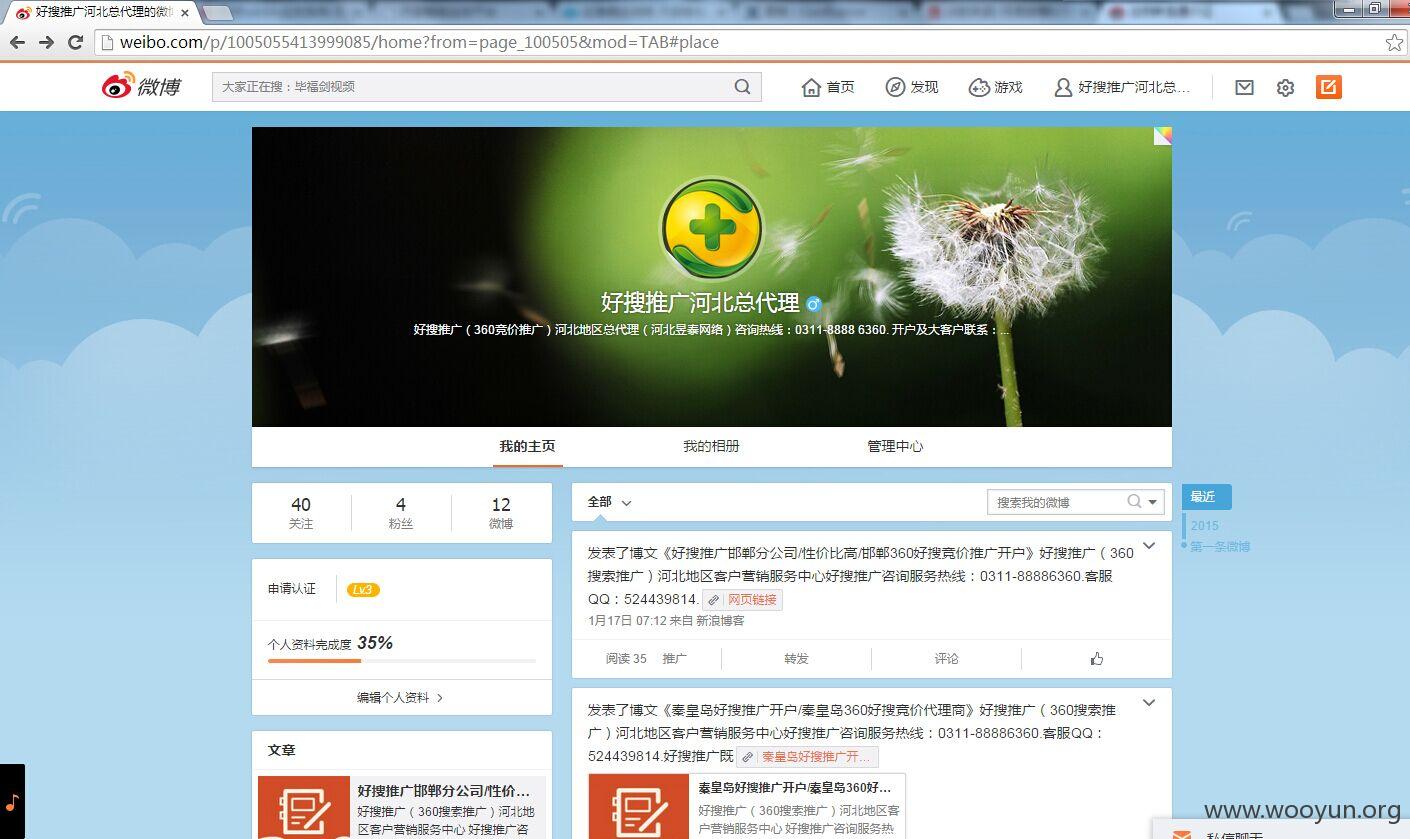 好搜推广河北总代理的微
weibo.com/p/1005055413999085/home?from=page_100505&mod=TAB#place
微博
大家正在搜：毕福剑视频
首页
发现
游戏
好搜推广河北总...
好搜推广河北总代理
好搜推广（360竞价推广）河北地区总代理（河北昱泰网络）咨询热线：0311-8888 6360. 开户及大客户联系：...
我的主页
我的相册
管理中心
40
关注
4
粉丝
12
微博
申请认证
Lv3
个人资料完成度 35%
编辑个人资料
文章
好搜推广邯郸分公司/性价...
好搜推广（360搜索推广）河北地
区客户营销服务中心 好搜推广咨
全部
搜索我的微博
发表了博文《好搜推广邯郸分公司/性价比高/邯郸360好搜竞价推广开户》好搜推广（360
搜索推广）河北地区客户营销服务中心好搜推广咨询服务热线：0311-88886360.客服
QQ：524439814. 网页链接
1月17日 07:12 来自 新浪博客
阅读 35 推广
转发
评论
发表了博文《秦皇岛好搜推广开户/秦皇岛360好搜竞价代理商》好搜推广（360搜索推
广）河北地区客户营销服务中心好搜推广咨询服务热线：0311-88886360.客服QQ：
524439814.好搜推广既 秦皇岛好搜推广开...
秦皇岛好搜推广开户/秦皇岛360好...
好搜推广（360搜索推广）河北地区客
户营销服务中心 好搜推广咨询服务热
最近
2015
第一条微博
www.wooyun.org
私信聊天